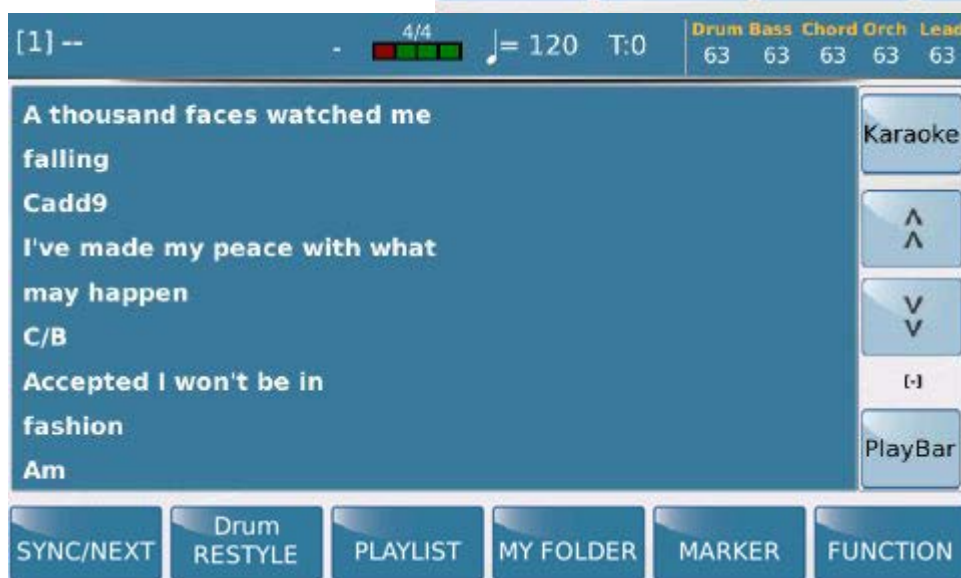 [1] -- - 4/4 ♩= 120 T:0 Drum Bass Chord Orch Lead
63 63 63 63 63
A thousand faces watched me
falling
Cadd9
I've made my peace with what
may happen
C/B
Accepted I won't be in
fashion
Am
Karaoke
^
^
v
v
[-]
PlayBar
SYNC/NEXT
Drum
RESTYLE
PLAYLIST
MY FOLDER
MARKER
FUNCTION